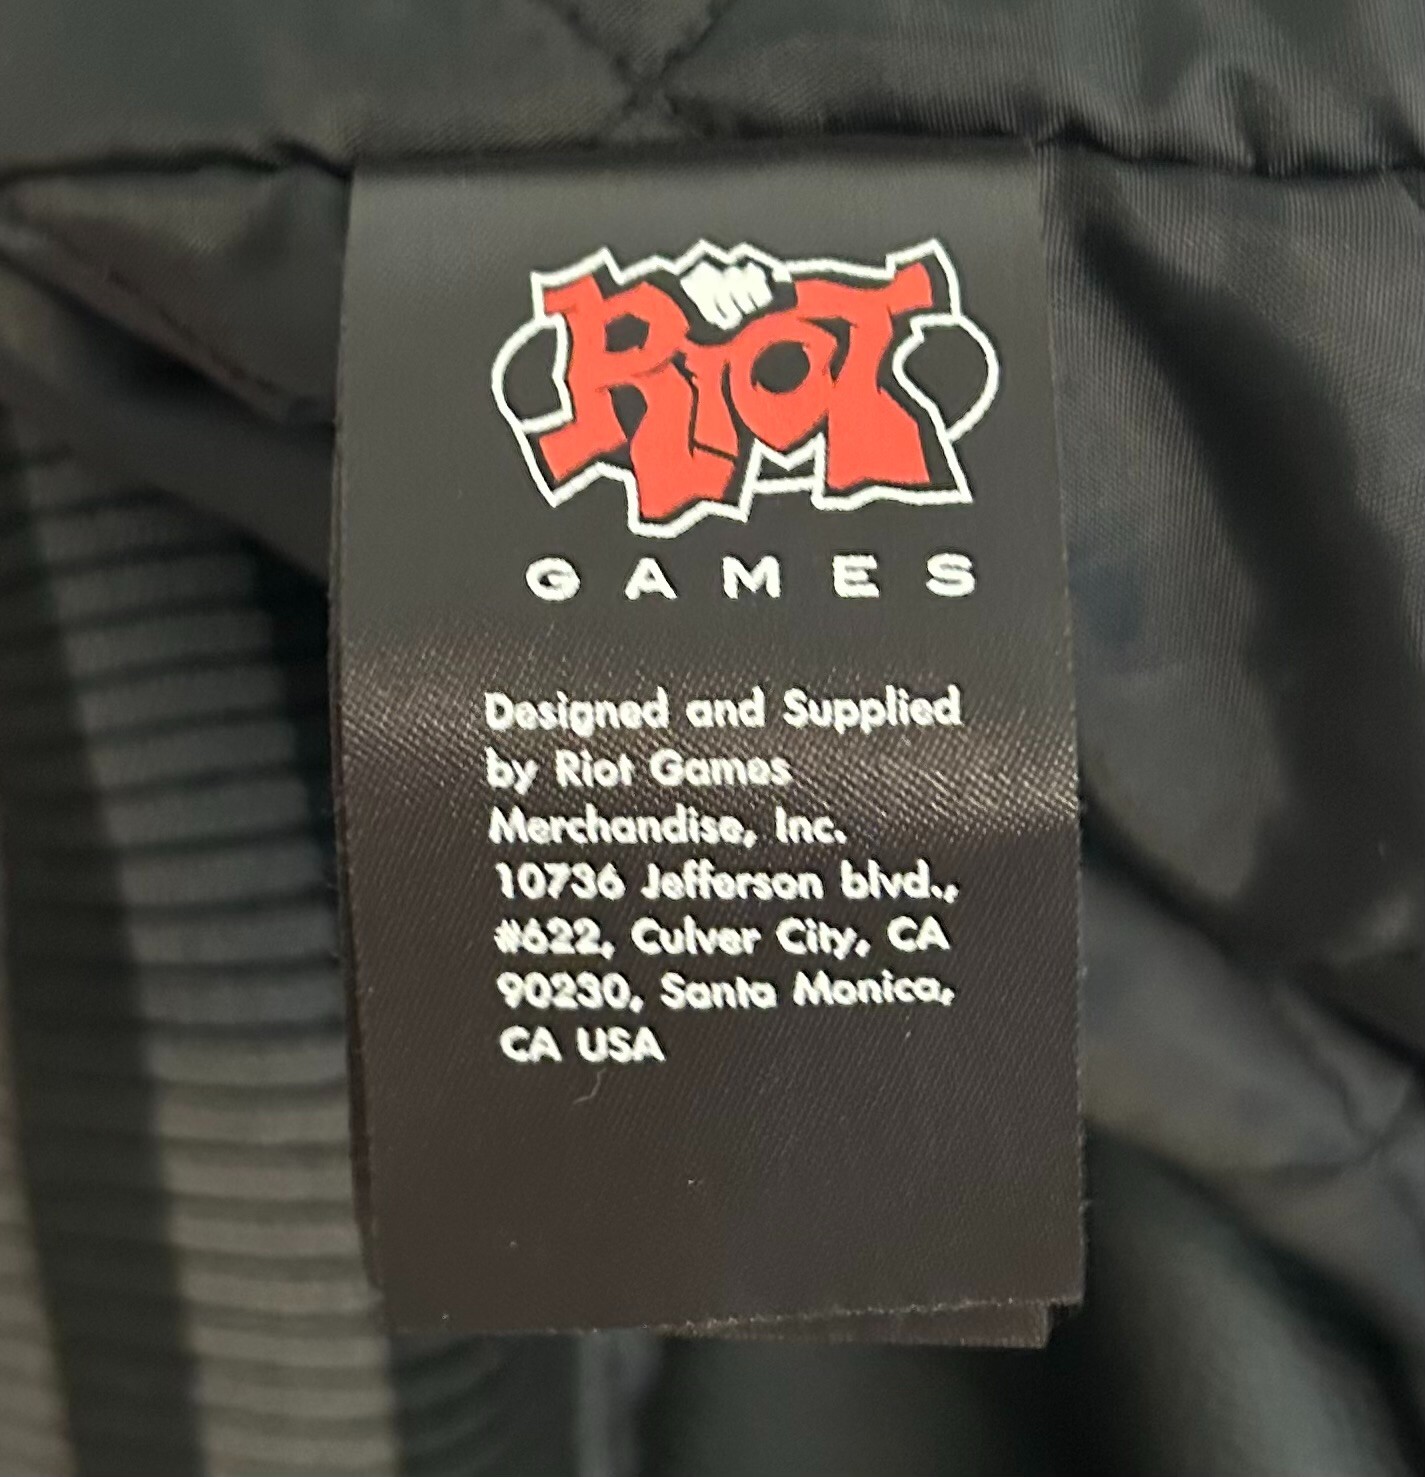 RIOT
GAMES
Designed and Supplied
by Riot Games
Merchandise, Inc.
10736 Jefferson blvd.,
#622, Culver City, CA
90230, Santa Monica,
CA USA